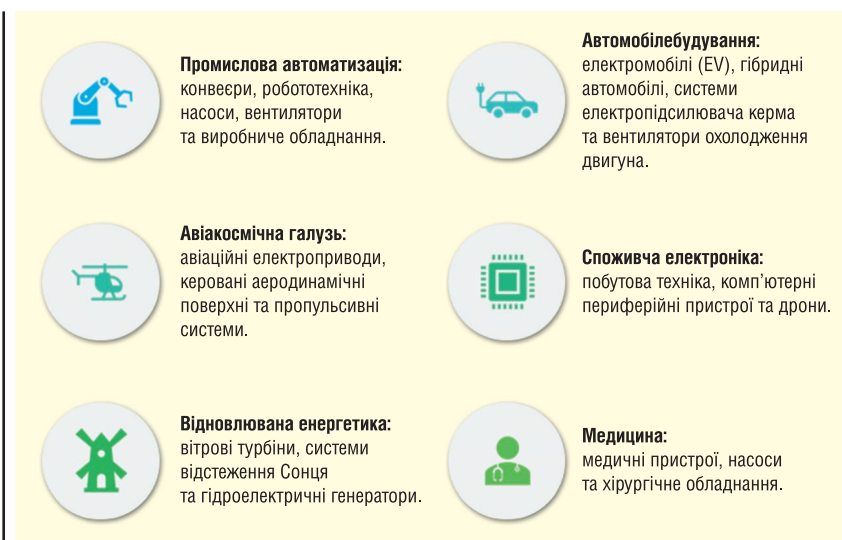 Промислова автоматизація:
конвеєри, робототехніка,
насоси, вентилятори
та виробниче обладнання.
Автомобілебудування:
електромобілі (EV), гібридні
автомобілі, системи
електропідсилювача керма
та вентилятори охолодження
двигуна.
Авіакосмічна галузь:
авіаційні електроприводи,
керовані аеродинамічні
поверхні та пропульсивні
системи.
Споживча електроніка:
побутова техніка, комп’ютерні
периферійні пристрої та дрони.
Відновлювана енергетика:
вітрові турбіни, системи
відстеження Сонця
та гідроелектричні генератори.
Медицина:
медичні пристрої, насоси
та хірургічне обладнання.